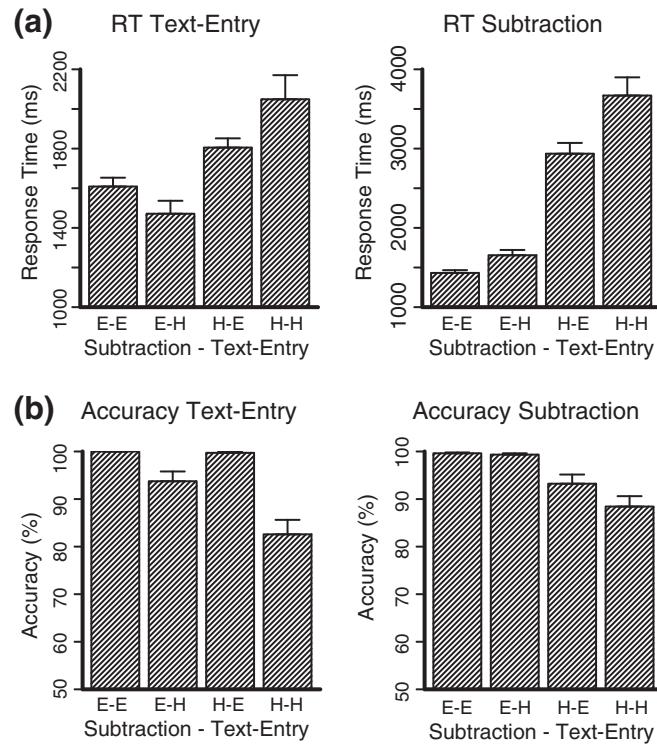 (a) RT Text-Entry RT Subtraction
Response Time (ms) Response Time (ms)
2200 4000
1800 3000
1400 2000
1000 1000
E-E E-H H-E H-H E-E E-H H-E H-H
Subtraction - Text-Entry Subtraction - Text-Entry
(b) Accuracy Text-Entry Accuracy Subtraction
Accuracy (%) Accuracy (%)
100 100
90 90
80 80
70 70
60 60
50 50
E-E E-H H-E H-H E-E E-H H-E H-H
Subtraction - Text-Entry Subtraction - Text-Entry